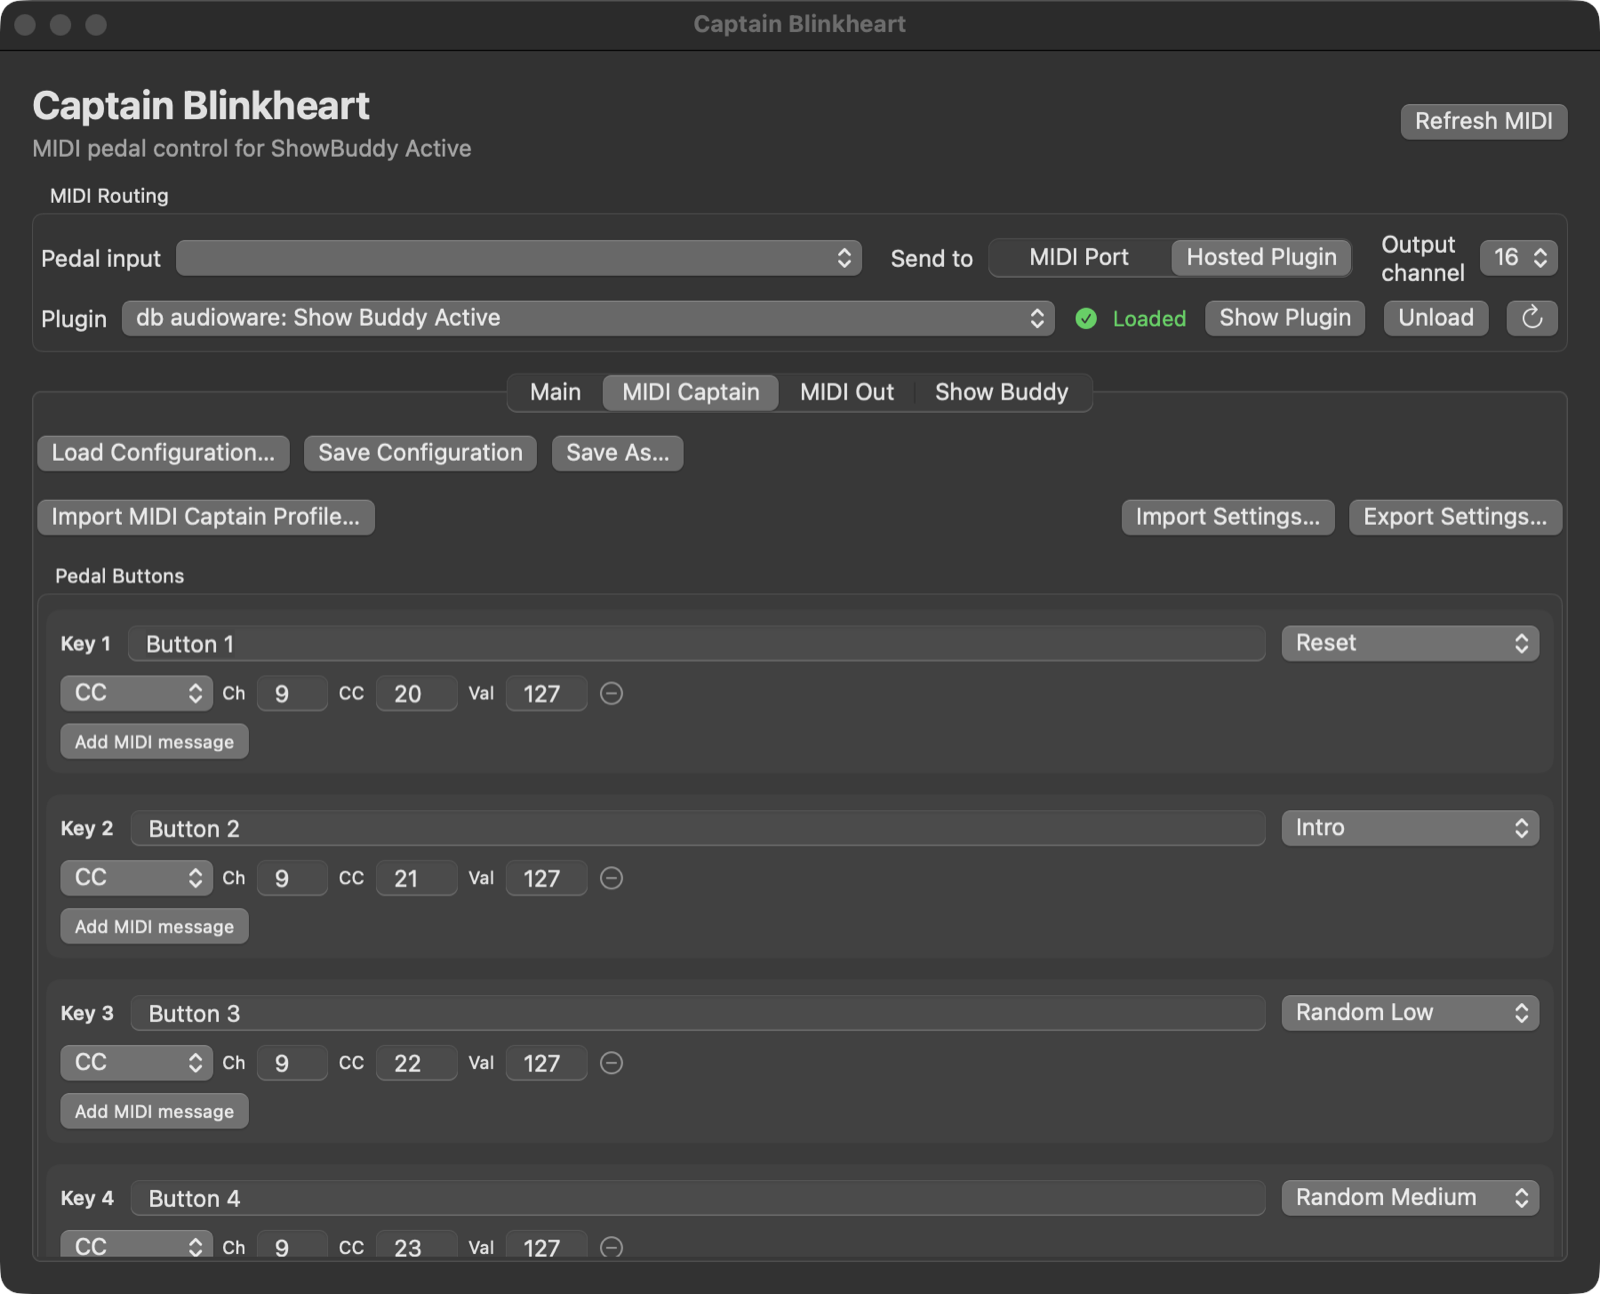 Captain Blinkheart
Captain Blinkheart
MIDI pedal control for ShowBuddy Active
Refresh MIDI
MIDI Routing
Pedal input
Send to
MIDI Port
Hosted Plugin
Output
channel
16
Plugin
db audioware: Show Buddy Active
Loaded
Show Plugin
Unload
Main
MIDI Captain
MIDI Out
Show Buddy
Load Configuration...
Save Configuration
Save As...
Import MIDI Captain Profile...
Import Settings...
Export Settings...
Pedal Buttons
Key 1 Button 1 Reset
CC Ch 9 CC 20 Val 127
Add MIDI message
Key 2 Button 2 Intro
CC Ch 9 CC 21 Val 127
Add MIDI message
Key 3 Button 3 Random Low
CC Ch 9 CC 22 Val 127
Add MIDI message
Key 4 Button 4 Random Medium
CC Ch 9 CC 23 Val 127